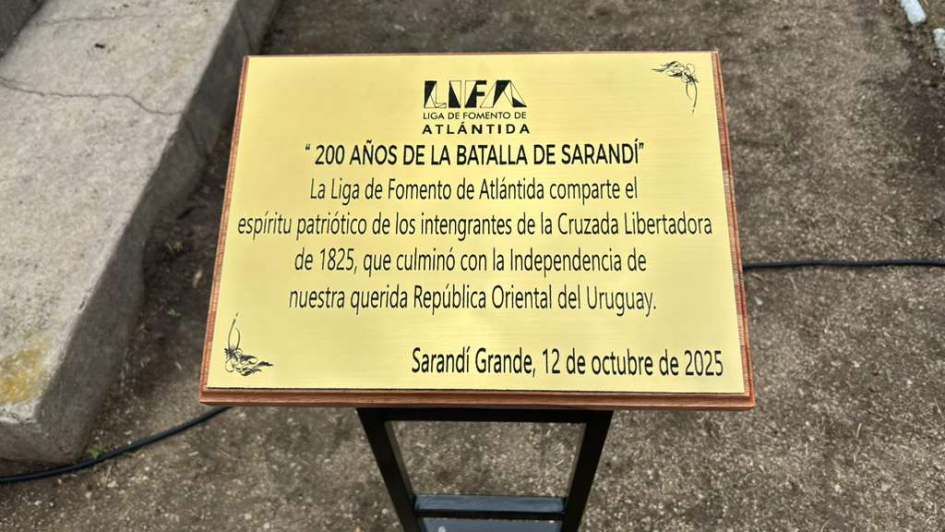 LIFA
LIGA DE FOMENTO DE
ATLÁNTIDA
“ 200 AÑOS DE LA BATALLA DE SARANDÍ”
La Liga de Fomento de Atlántida comparte el
espíritu patriótico de los intengrantes de la Cruzada Libertadora
de 1825, que culminó con la Independencia de
nuestra querida República Oriental del Uruguay.
Sarandí Grande, 12 de octubre de 2025